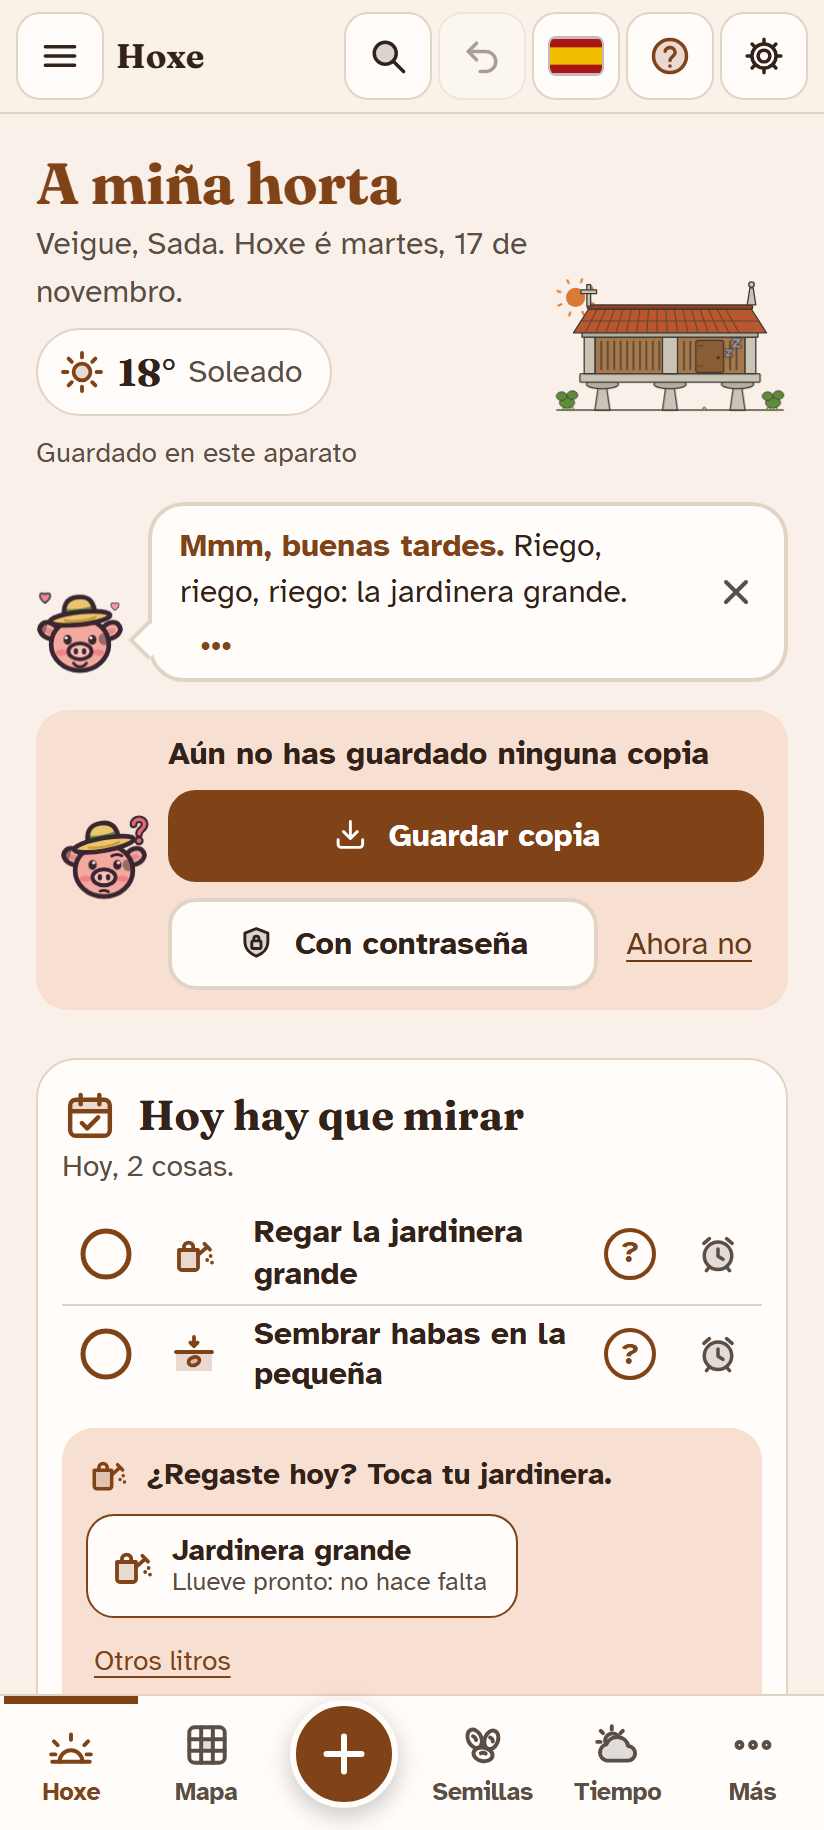 Hoxe
A miña horta
Veigue, Sada. Hoxe é martes, 17 de
novembro.
18° Soleado
Guardado en este aparato
Mmm, buenas tardes. Riego,
riego, riego: la jardinera grande.
•••
Aún no has guardado ninguna copia
Guardar copia
Con contraseña
Ahora no
Hoy hay que mirar
Hoy, 2 cosas.
Regar la jardinera
grande
?
Sembrar habas en la
pequeña
?
¿Regaste hoy? Toca tu jardinera.
Jardinera grande
Llueve pronto: no hace falta
Otros litros
Hoxe
Mapa
Semillas
Tiempo
Más